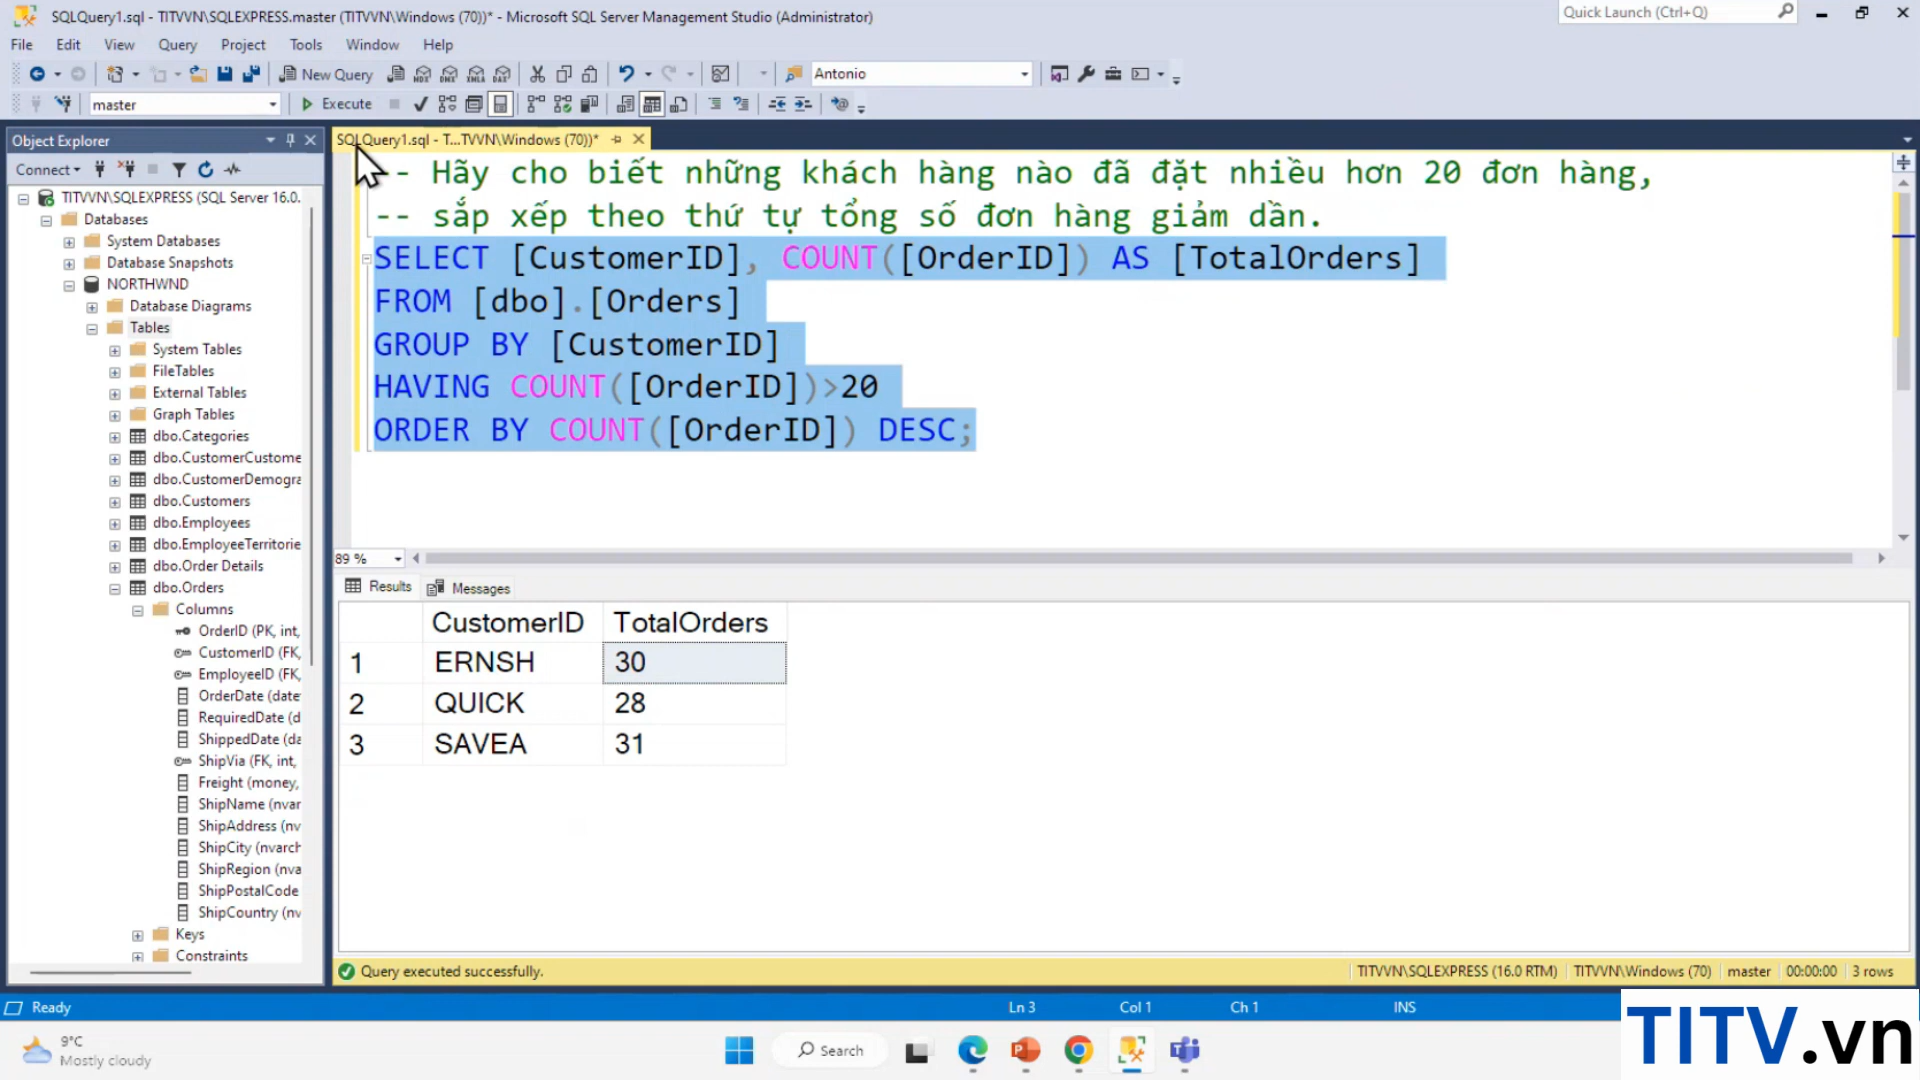 SQLQuery1.sql - TITVVN\SQLEXPRESS.master (TITVVN\Windows (70))* - Microsoft SQL Server Management Studio (Administrator)
Quick Launch (Ctrl+Q)
File Edit View Query Project Tools Window Help
New Query Antonio
master Execute
Object Explorer
SQLQuery1.sql - T...TVVN\Windows (70))*
Connect
TITVVN\SQLEXPRESS (SQL Server 16.0.
Databases
System Databases
Database Snapshots
NORTHWND
Database Diagrams
Tables
System Tables
FileTables
External Tables
Graph Tables
dbo.Categories
dbo.CustomerCustome
dbo.CustomerDemogra
dbo.Customers
dbo.Employees
dbo.EmployeeTerritorie
dbo.Order Details
dbo.Orders
Columns
OrderID (PK, int,
CustomerID (FK,
EmployeeID (FK,
OrderDate (date
RequiredDate (d
ShippedDate (da
ShipVia (FK, int,
Freight (money,
ShipName (nvar
ShipAddress (nv
ShipCity (nvarch
ShipRegion (nva
ShipPostalCode
ShipCountry (nv
Keys
Constraints
-- Hãy cho biết những khách hàng nào đã đặt nhiều hơn 20 đơn hàng,
-- sắp xếp theo thứ tự tổng số đơn hàng giảm dần.
SELECT [CustomerID], COUNT([OrderID]) AS [TotalOrders]
FROM [dbo].[Orders]
GROUP BY [CustomerID]
HAVING COUNT([OrderID])>20
ORDER BY COUNT([OrderID]) DESC;
89 %
Results Messages
CustomerID TotalOrders
1 ERNSH 30
2 QUICK 28
3 SAVEA 31
Query executed successfully.
TITVVN\SQLEXPRESS (16.0 RTM) TITVVN\Windows (70) master 00:00:00 3 rows
Ready Ln 3 Col 1 Ch 1 INS
TITV.vn
9°C
Mostly cloudy
Search